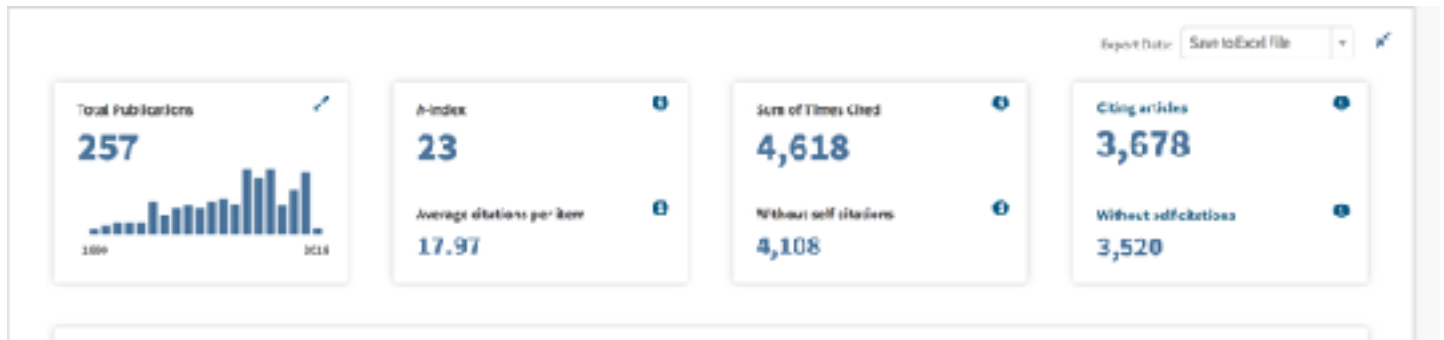 Export Data: Save to Excel File
Total Publications
257
h-index
23
Average citations per item
17.97
Sum of Times Cited
4,618
Without self citations
4,108
Citing articles
3,678
Without self citations
3,520